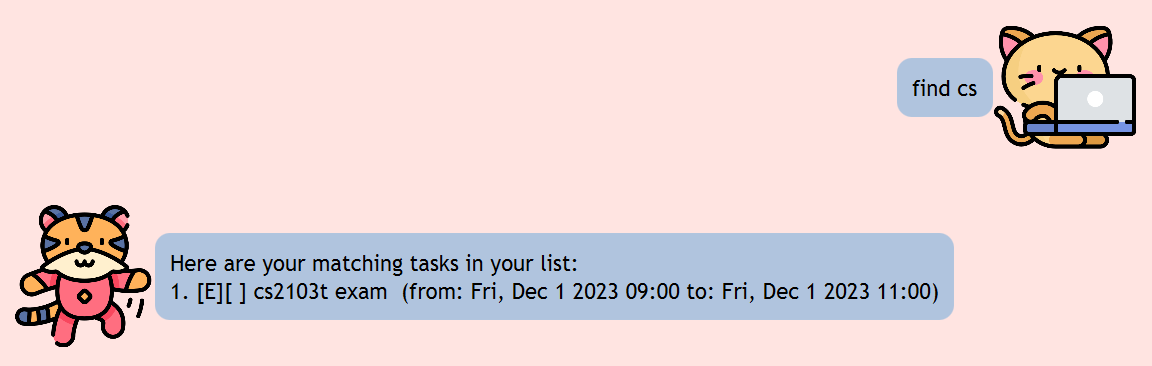 find cs
Here are your matching tasks in your list:
1. [E][ ] cs2103t exam  (from: Fri, Dec 1 2023 09:00 to: Fri, Dec 1 2023 11:00)